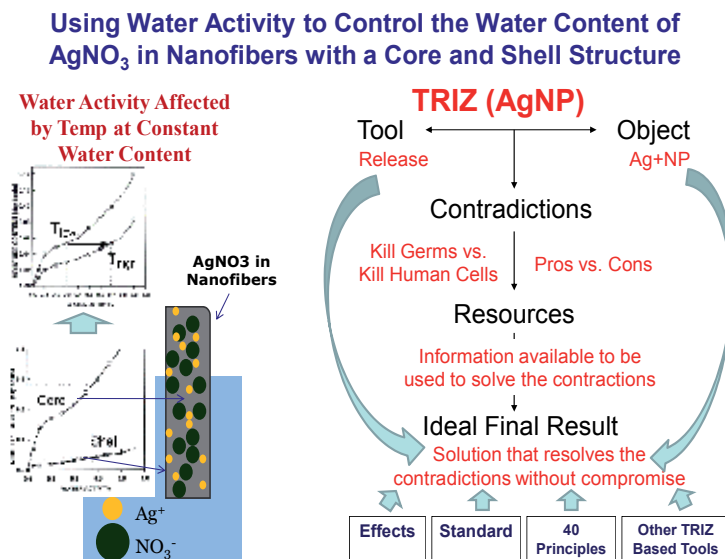 Using Water Activity to Control the Water Content of
AgNO3 in Nanofibers with a Core and Shell Structure
Water Activity Affected
by Temp at Constant
Water Content
AgNO3 in
Nanofibers
Core
Shel
Ag+
NO3-
TRIZ (AgNP)
Tool
Object
Release
Ag+NP
Contradictions
Kill Germs vs.
Kill Human Cells
Pros vs. Cons
Resources
Information available to be
used to solve the contractions
Ideal Final Result
Solution that resolves the
contradictions without compromise
Effects
Standard
40
Principles
Other TRIZ
Based Tools